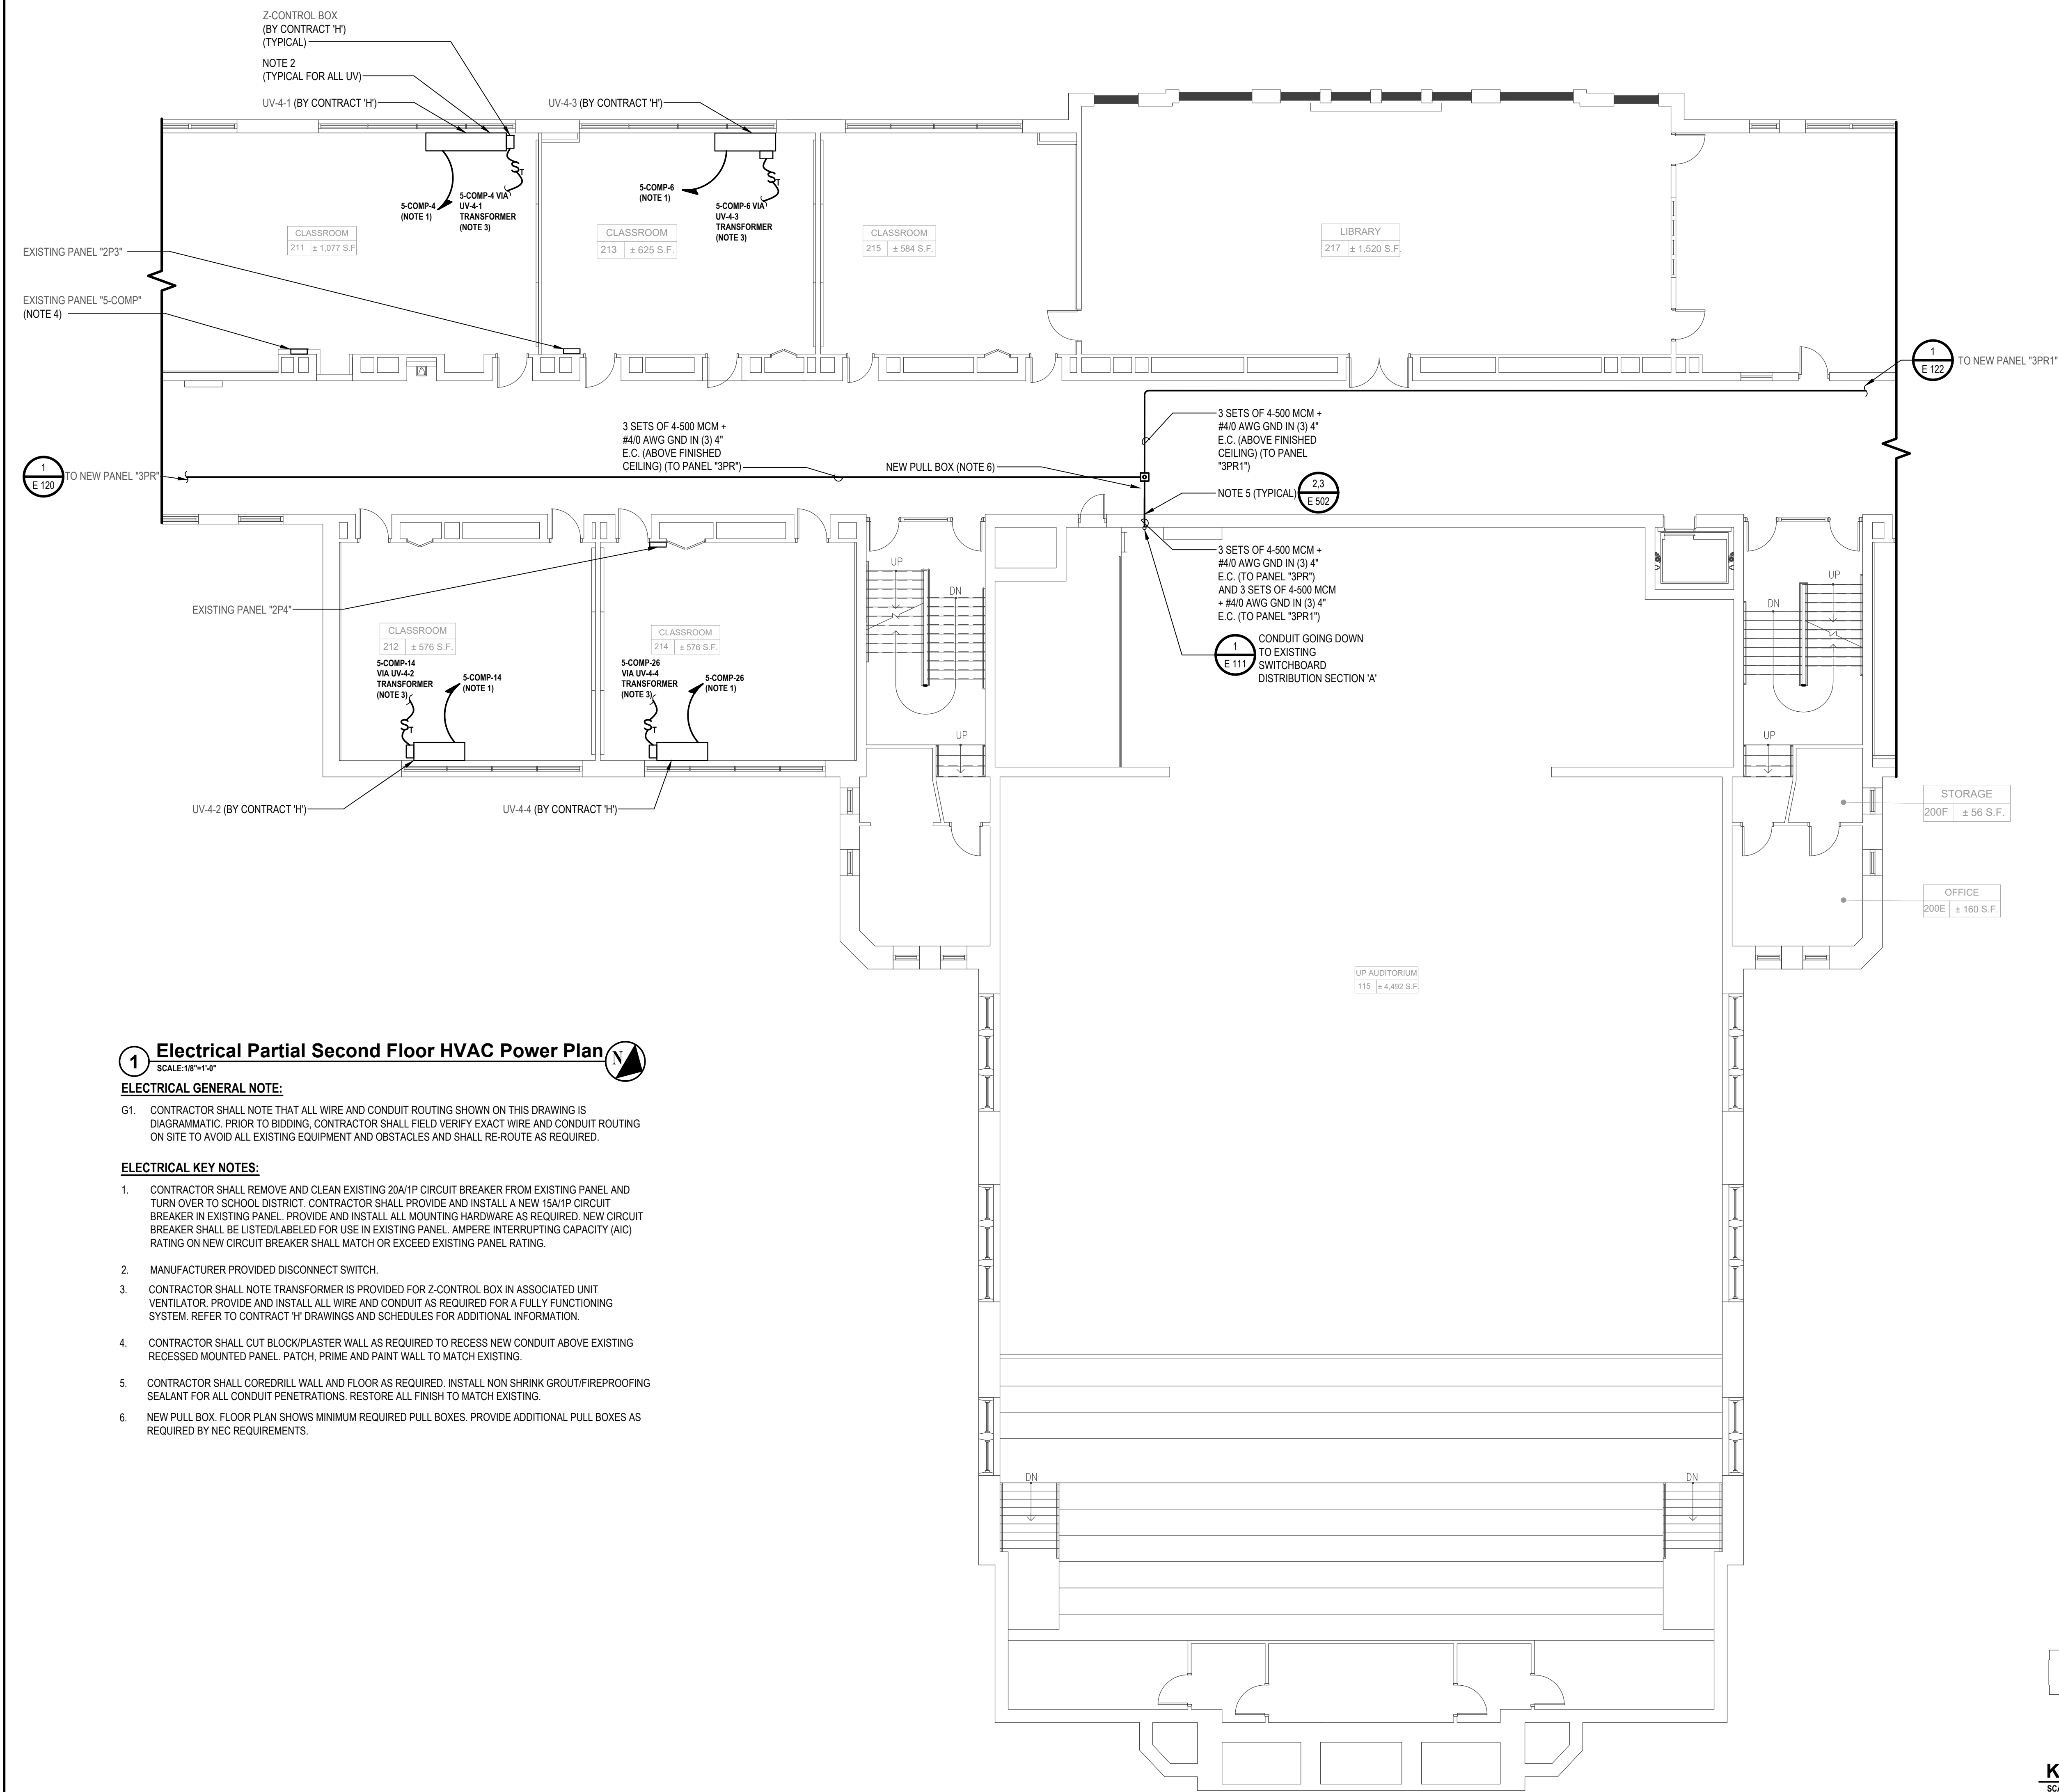 Z-CONTROL BOX
(BY CONTRACT 'H')
(TYPICAL)
NOTE 2
(TYPICAL FOR ALL UV)
UV-4-1 (BY CONTRACT 'H')
UV-4-3 (BY CONTRACT 'H')
S
T
S
T
5-COMP-4
(NOTE 1)
5-COMP-4 VIA
UV-4-1
TRANSFORMER
(NOTE 3)
5-COMP-6
(NOTE 1)
5-COMP-6 VIA
UV-4-3
TRANSFORMER
(NOTE 3)
CLASSROOM
211 ± 1,077 S.F.
CLASSROOM
213 ± 625 S.F.
CLASSROOM
215 ± 584 S.F.
LIBRARY
217 ± 1,520 S.F.
EXISTING PANEL "2P3"
EXISTING PANEL "5-COMP"
(NOTE 4)
1
E 122
TO NEW PANEL "3PR1"
3 SETS OF 4-500 MCM +
#4/0 AWG GND IN (3) 4"
E.C. (ABOVE FINISHED
CEILING) (TO PANEL "3PR")
3 SETS OF 4-500 MCM +
#4/0 AWG GND IN (3) 4"
E.C. (ABOVE FINISHED
CEILING) (TO PANEL
"3PR1")
1
E 120
TO NEW PANEL "3PR"
NEW PULL BOX (NOTE 6)
NOTE 5 (TYPICAL)
2,3
E 502
3 SETS OF 4-500 MCM +
#4/0 AWG GND IN (3) 4"
E.C. (TO PANEL "3PR")
AND 3 SETS OF 4-500 MCM
+ #4/0 AWG GND IN (3) 4"
E.C. (TO PANEL "3PR1")
1
E 111
CONDUIT GOING DOWN
TO EXISTING
SWITCHBOARD
DISTRIBUTION SECTION 'A'
UP
DN
UP
UP
DN
UP
EXISTING PANEL "2P4"
CLASSROOM
212 ± 576 S.F.
CLASSROOM
214 ± 576 S.F.
5-COMP-14
VIA UV-4-2
TRANSFORMER
(NOTE 3)
5-COMP-14
(NOTE 1)
5-COMP-26
VIA UV-4-4
TRANSFORMER
(NOTE 3)
5-COMP-26
(NOTE 1)
S
T
S
T
UV-4-2 (BY CONTRACT 'H')
UV-4-4 (BY CONTRACT 'H')
STORAGE
200F ± 56 S.F.
OFFICE
200E ± 160 S.F.
UP AUDITORIUM
115 ± 4,492 S.F
DN
DN
1 Electrical Partial Second Floor HVAC Power Plan N
SCALE:1/8"=1'-0"
ELECTRICAL GENERAL NOTE:
G1. CONTRACTOR SHALL NOTE THAT ALL WIRE AND CONDUIT ROUTING SHOWN ON THIS DRAWING IS
DIAGRAMMATIC. PRIOR TO BIDDING, CONTRACTOR SHALL FIELD VERIFY EXACT WIRE AND CONDUIT ROUTING
ON SITE TO AVOID ALL EXISTING EQUIPMENT AND OBSTACLES AND SHALL RE-ROUTE AS REQUIRED.
ELECTRICAL KEY NOTES:
1. CONTRACTOR SHALL REMOVE AND CLEAN EXISTING 20A/1P CIRCUIT BREAKER FROM EXISTING PANEL AND
TURN OVER TO SCHOOL DISTRICT. CONTRACTOR SHALL PROVIDE AND INSTALL A NEW 15A/1P CIRCUIT
BREAKER IN EXISTING PANEL. PROVIDE AND INSTALL ALL MOUNTING HARDWARE AS REQUIRED. NEW CIRCUIT
BREAKER SHALL BE LISTED/LABELED FOR USE IN EXISTING PANEL. AMPERE INTERRUPTING CAPACITY (AIC)
RATING ON NEW CIRCUIT BREAKER SHALL MATCH OR EXCEED EXISTING PANEL RATING.
2. MANUFACTURER PROVIDED DISCONNECT SWITCH.
3. CONTRACTOR SHALL NOTE TRANSFORMER IS PROVIDED FOR Z-CONTROL BOX IN ASSOCIATED UNIT
VENTILATOR. PROVIDE AND INSTALL ALL WIRE AND CONDUIT AS REQUIRED FOR A FULLY FUNCTIONING
SYSTEM. REFER TO CONTRACT 'H' DRAWINGS AND SCHEDULES FOR ADDITIONAL INFORMATION.
4. CONTRACTOR SHALL CUT BLOCK/PLASTER WALL AS REQUIRED TO RECESS NEW CONDUIT ABOVE EXISTING
RECESSED MOUNTED PANEL. PATCH, PRIME AND PAINT WALL TO MATCH EXISTING.
5. CONTRACTOR SHALL COREDRILL WALL AND FLOOR AS REQUIRED. INSTALL NON SHRINK GROUT/FIREPROOFING
SEALANT FOR ALL CONDUIT PENETRATIONS. RESTORE ALL FINISH TO MATCH EXISTING.
6. NEW PULL BOX. FLOOR PLAN SHOWS MINIMUM REQUIRED PULL BOXES. PROVIDE ADDITIONAL PULL BOXES AS
REQUIRED BY NEC REQUIREMENTS.